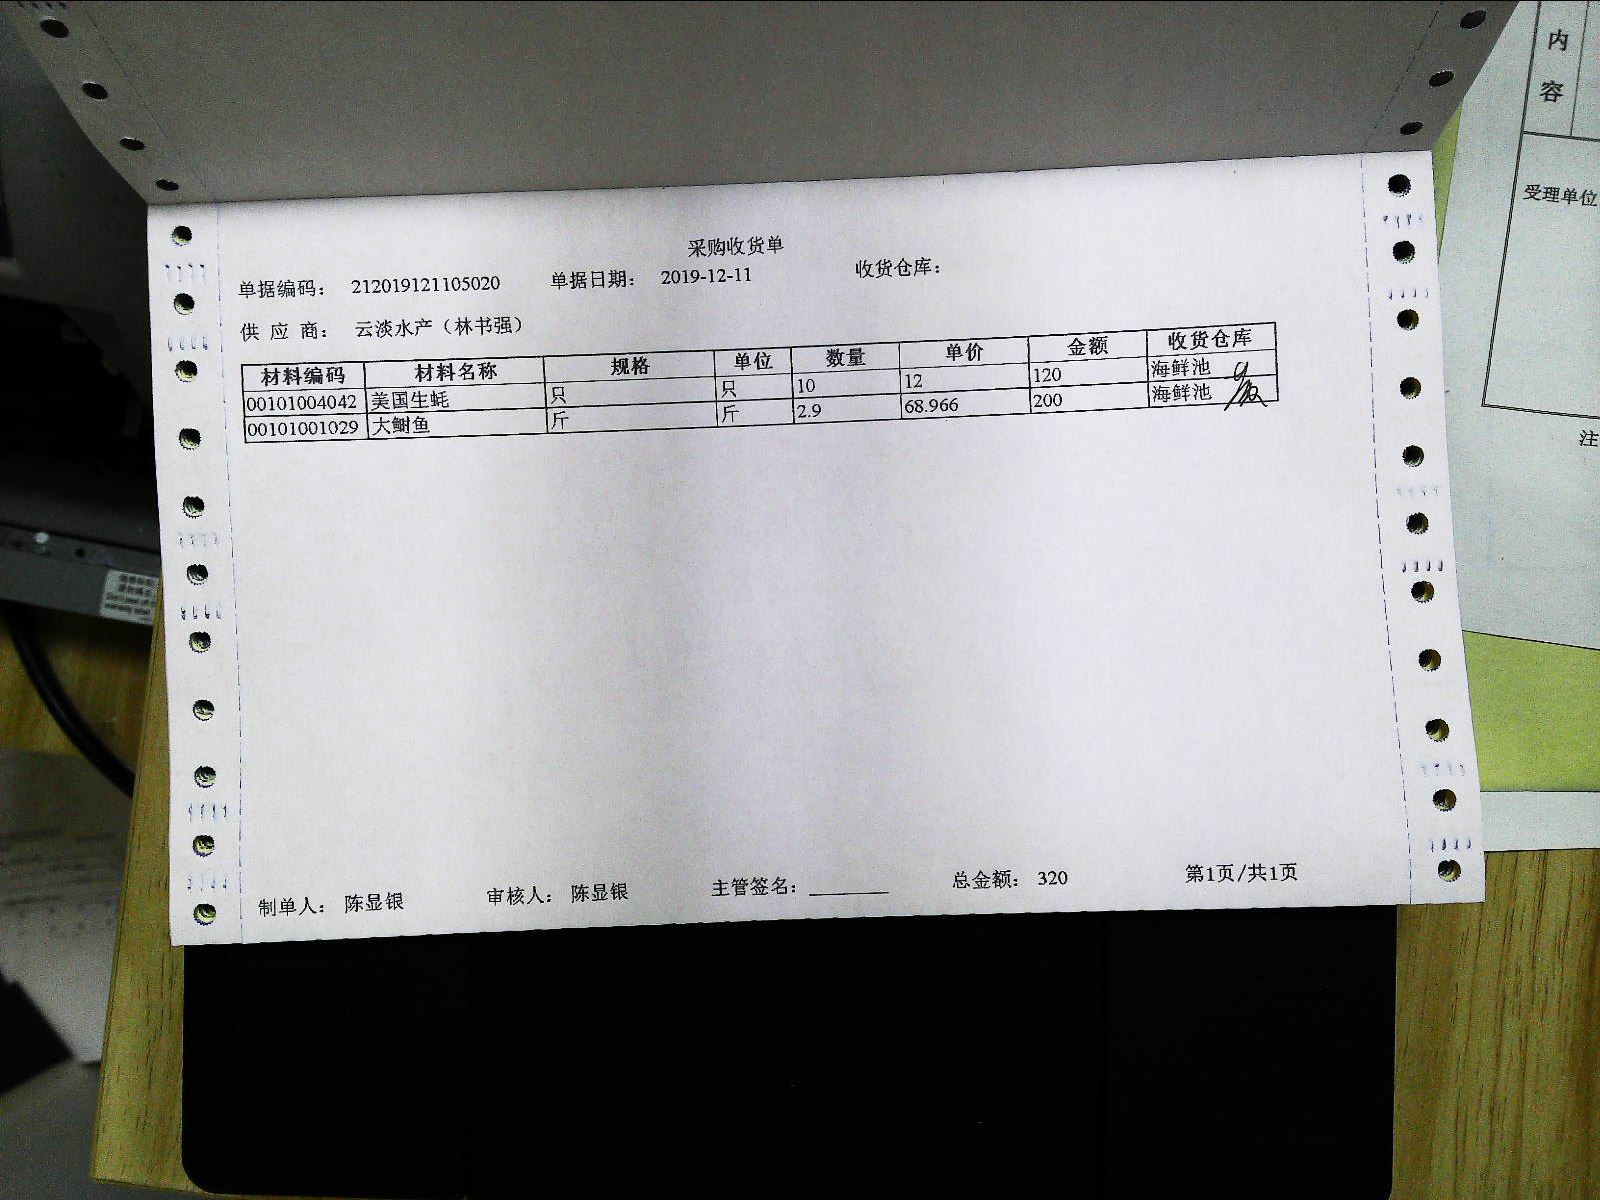 采购收货单
单据编码： 212019121105020 单据日期： 2019-12-11 收货仓库：
供 应 商： 云淡水产（林书强）
材料编码 材料名称 规格 单位 数量 单价 金额 收货仓库
00101004042 美国生蚝 只 只 10 12 120 海鲜池
00101001029 大鲥鱼 斤 斤 2.9 68.966 200 海鲜池
制单人： 陈显银 审核人： 陈显银 主管签名： 总金额： 320 第1页/共1页
内
容
受理单位
注